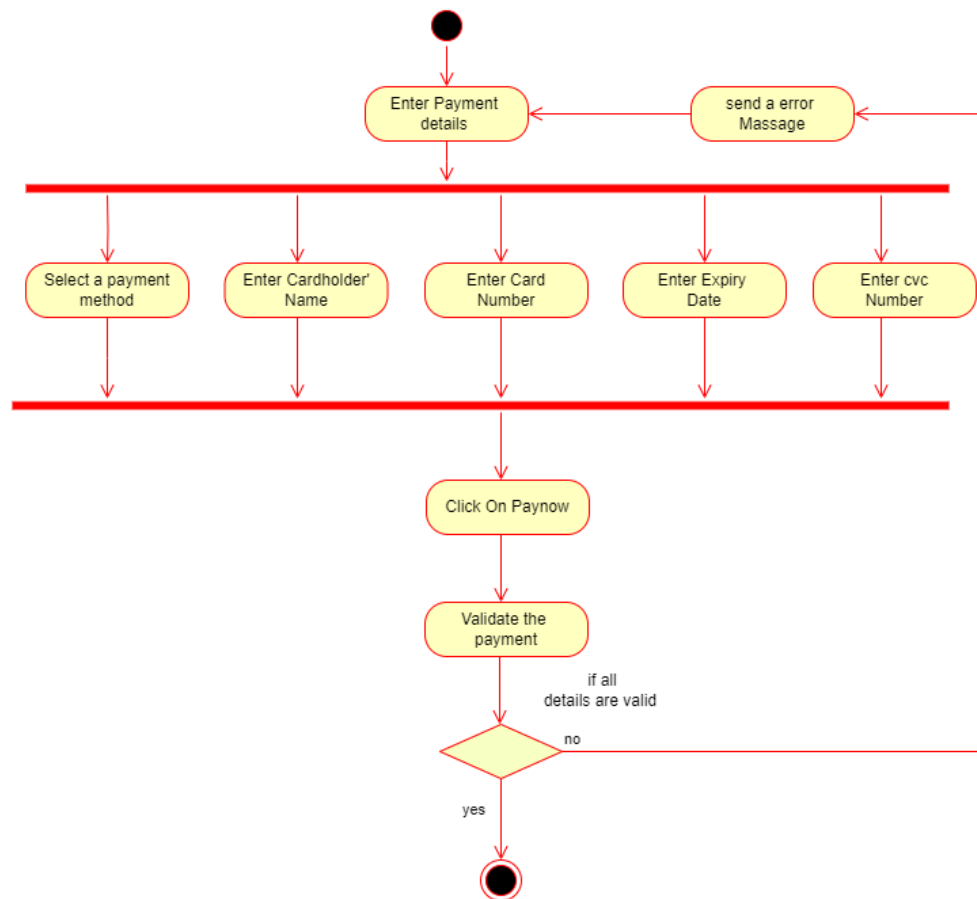 Enter Payment
details
send a error
Massage
Select a payment
method
Enter Cardholder'
Name
Enter Card
Number
Enter Expiry
Date
Enter cvc
Number
Click On Paynow
Validate the
payment
if all
details are valid
no
yes